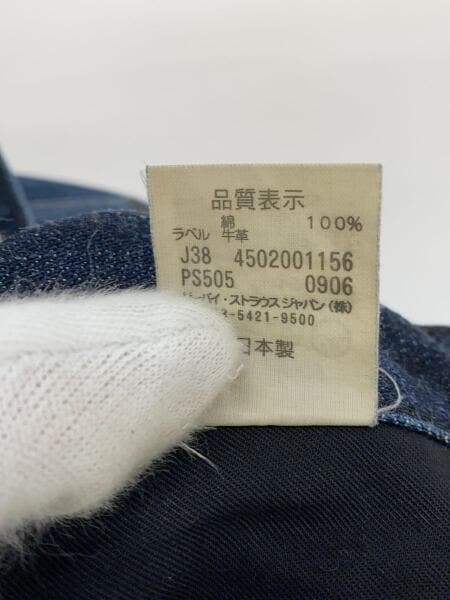 品質表示
綿 100%
ラベル 牛革
J38 4502001156
PS505 0906
ーバイ・ストラウス ジャパン(株)
3-5421-9500
日本製